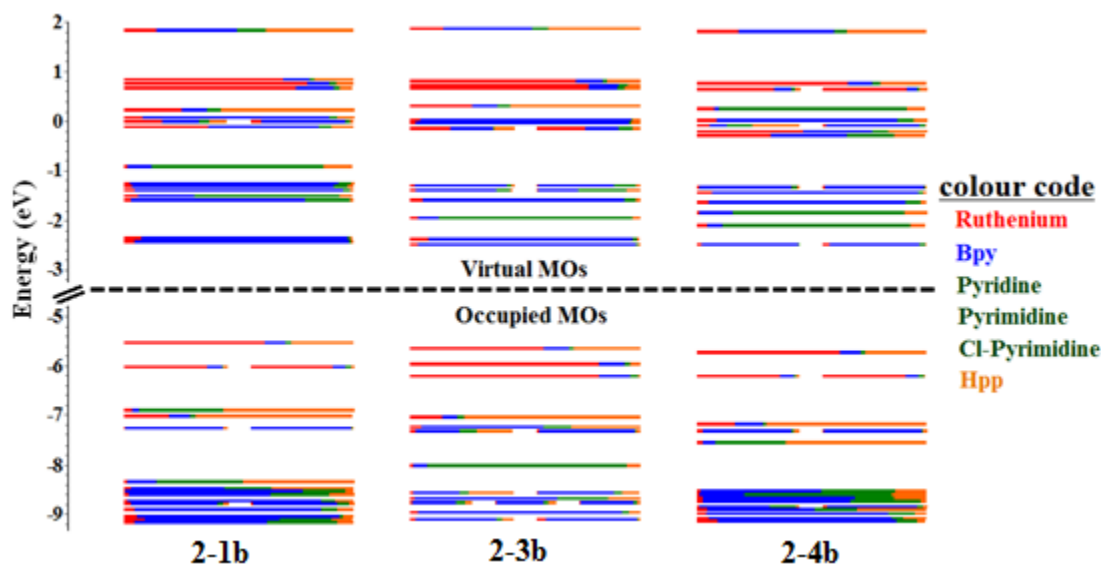 Energy (eV)
2
1
0
-1
-2
-3
-5
-6
-7
-8
-9
Virtual MOs
Occupied MOs
colour code
Ruthenium
Bpy
Pyridine
Pyrimidine
Cl-Pyrimidine
Hpp
2-1b
2-3b
2-4b